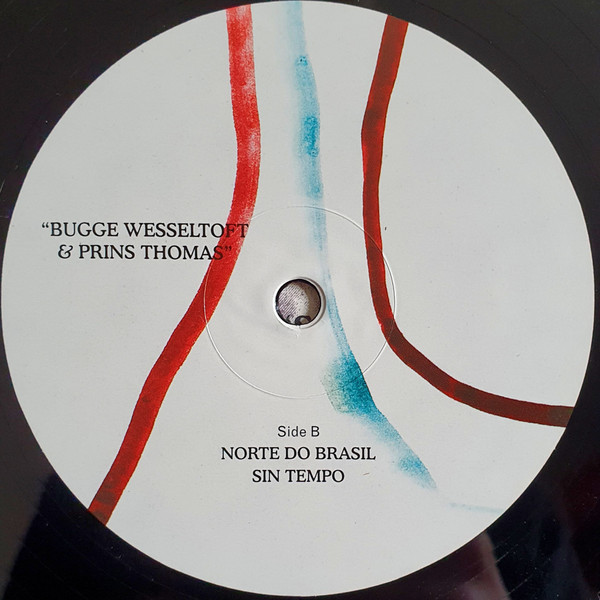 “BUGGE WESSELTOFT
& PRINS THOMAS”
Side B
NORTE DO BRASIL
SIN TEMPO